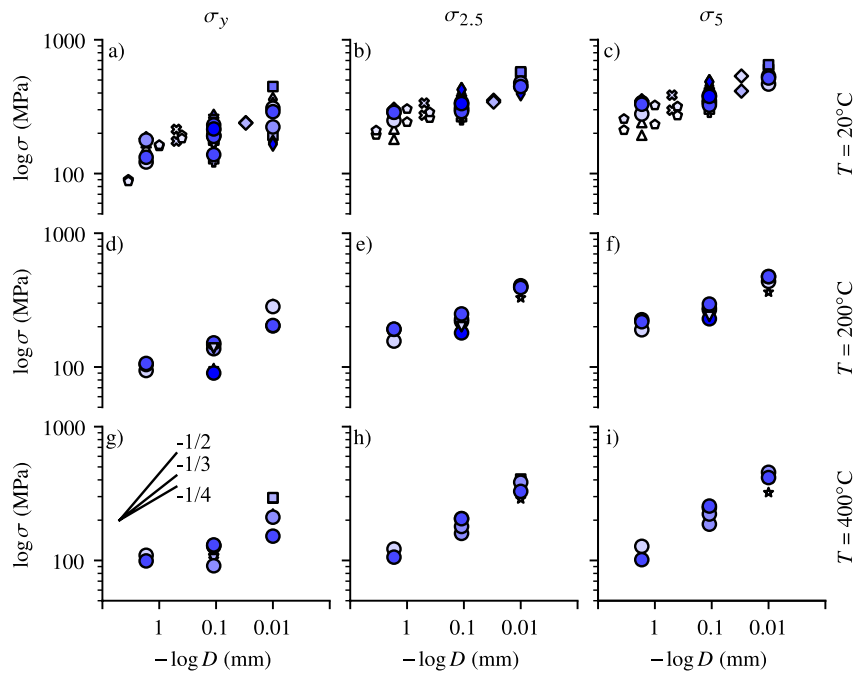 σy σ2.5 σ5
1000 a) b) c)
log σ (MPa)
100
T = 20°C
1000 d) e) f)
log σ (MPa)
100
T = 200°C
1000 g) h) i)
-1/2
-1/3
-1/4
log σ (MPa)
100
T = 400°C
1 0.1 0.01 1 0.1 0.01 1 0.1 0.01
−log D (mm) −log D (mm) −log D (mm)